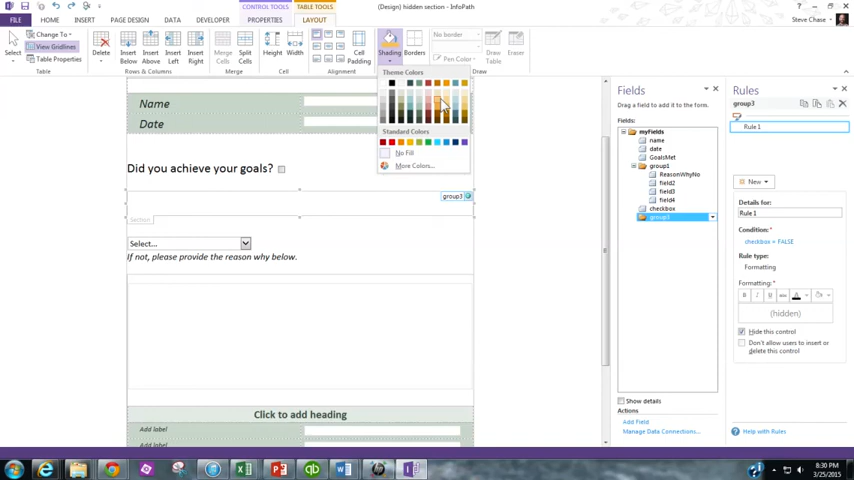 CONTROL TOOLS
TABLE TOOLS
(Design) hidden section - InfoPath
Steve Chase
FILE
HOME
INSERT
PAGE DESIGN
DATA
DEVELOPER
PROPERTIES
LAYOUT
Select
Change To
View Gridlines
Table Properties
Table
Delete
Insert Below
Insert Above
Insert Left
Insert Right
Rows & Columns
Merge Cells
Split Cells
Merge
Height
Width
Cell Padding
Alignment
Shading
Borders
No border
Pen Color
Draw Table
Eraser
Draw
Theme Colors
Standard Colors
No Fill
More Colors...
Name
Date
Did you achieve your goals?
group3
Section
Select...
If not, please provide the reason why below.
Click to add heading
Add label
Add label
Fields
Drag a field to add it to the form.
Fields:
myFields
name
date
GoalsMet
group1
ReasonWhyNo
field2
field3
field4
checkbox
group3
Show details
Actions
Add Field
Manage Data Connections...
Rules
group3
Rule 1
New
Details for:
Rule 1
Condition: *
checkbox = FALSE
Rule type:
Formatting
Formatting: *
B I U abc A
(hidden)
Hide this control
Don't allow users to insert or
delete this control
Help with Rules
8:30 PM
3/25/2015